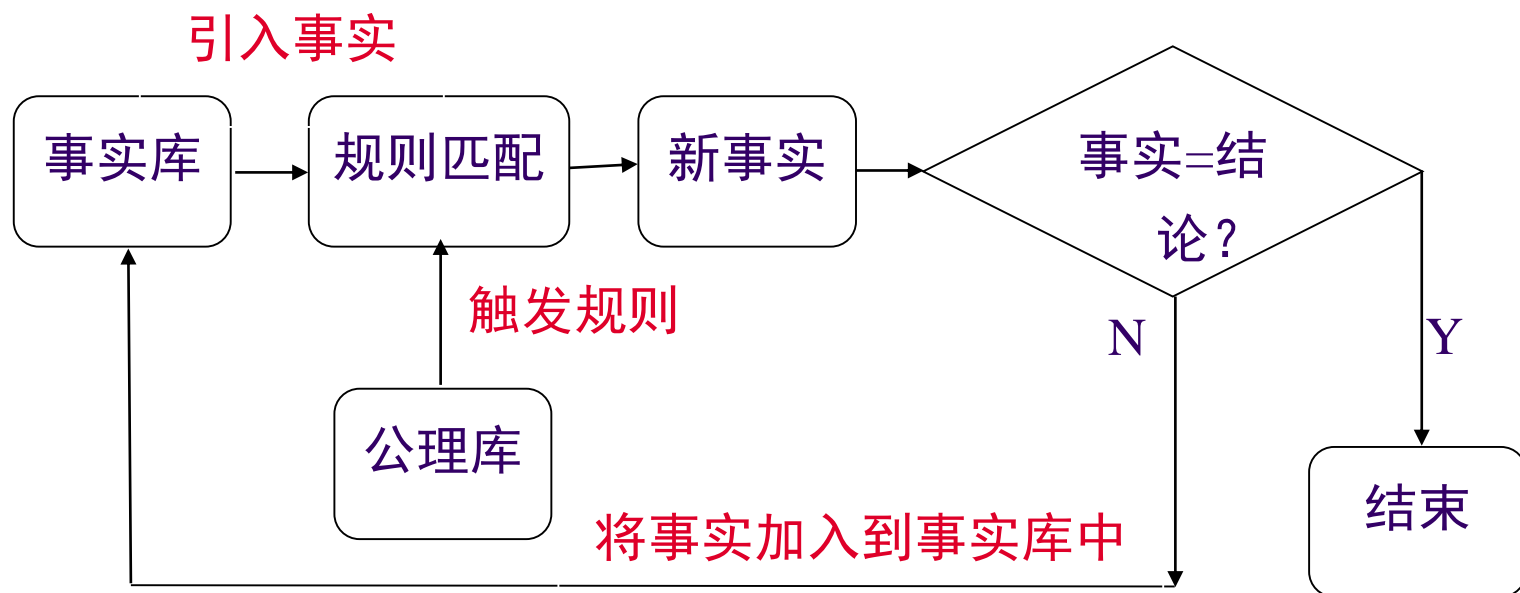 引入事实
事实库
规则匹配
新事实
事实=结
论?
触发规则
N
Y
公理库
结束
将事实加入到事实库中